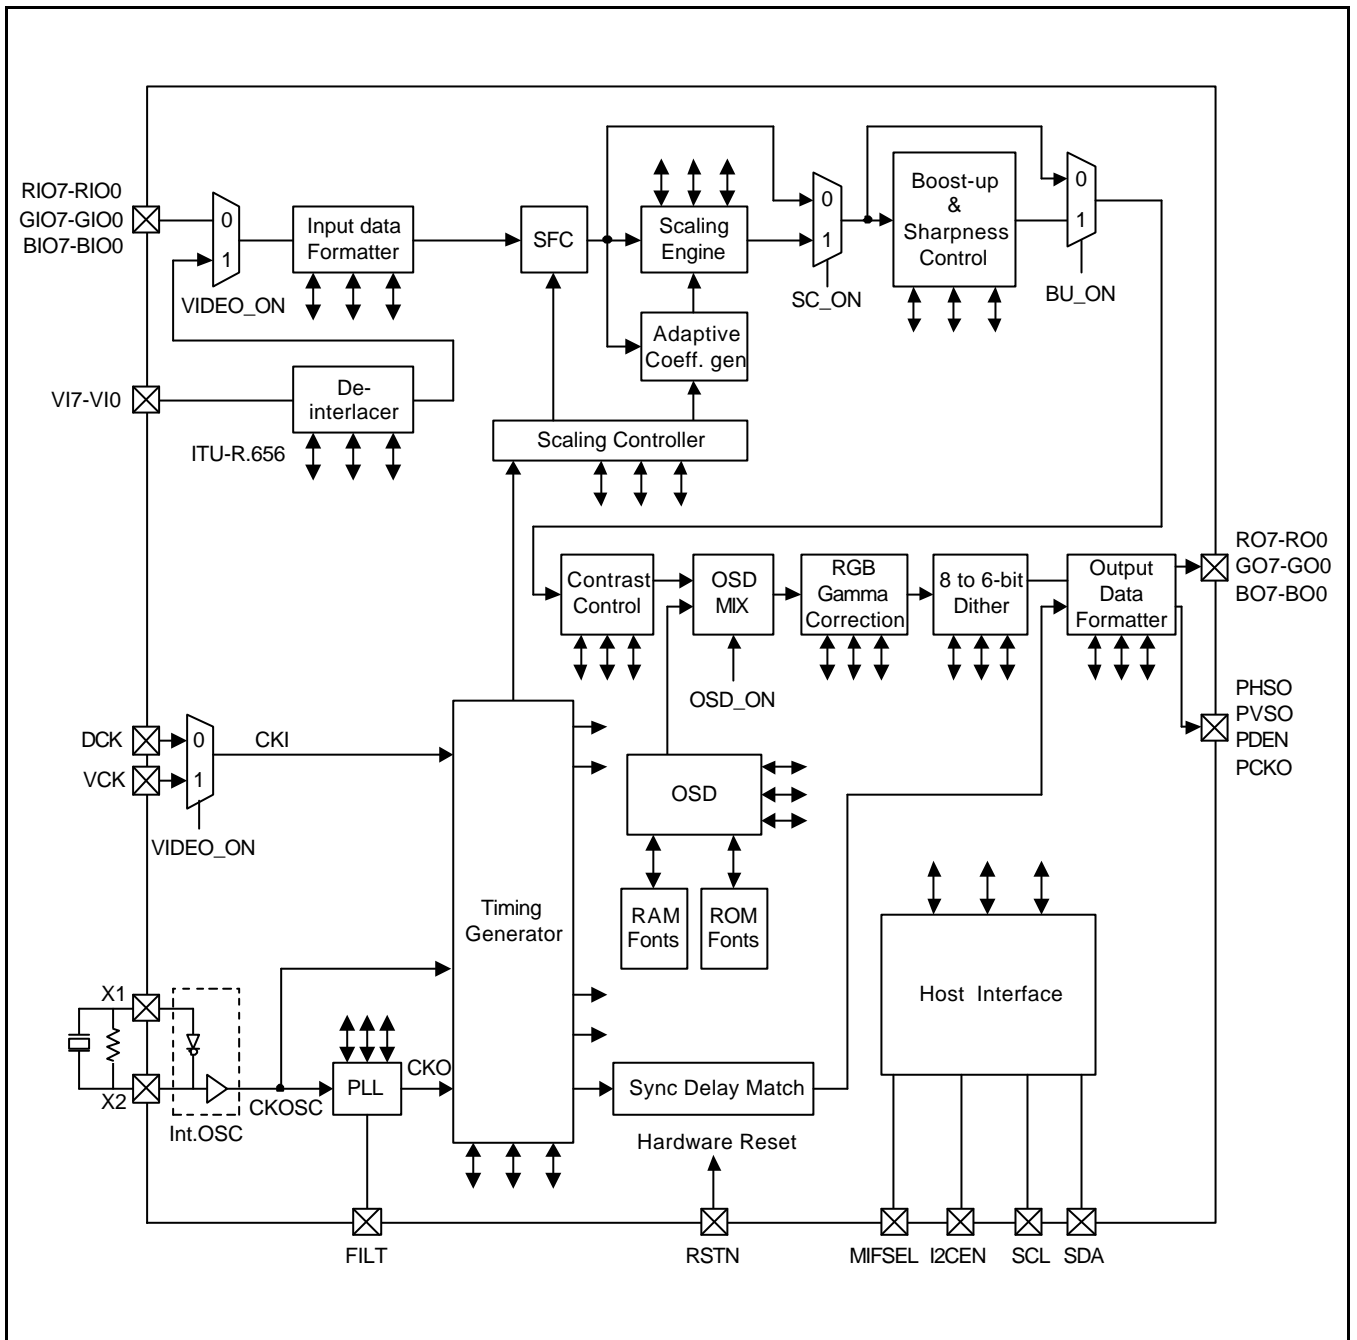 RIO7-RIO0
GIO7-GIO0
BIO7-BIO0
0
1
VIDEO_ON
Input data
Formatter
SFC
Scaling
Engine
0
1
SC_ON
Boost-up
&
Sharpness
Control
0
1
BU_ON
Adaptive
Coeff. gen
VI7-VI0
De-
interlacer
ITU-R.656
Scaling Controller
Contrast
Control
OSD
MIX
OSD_ON
RGB
Gamma
Correction
8 to 6-bit
Dither
Output
Data
Formatter
RO7-RO0
GO7-GO0
BO7-BO0
PHSO
PVSO
PDEN
PCKO
DCK
VCK
0
1
CKI
VIDEO_ON
Timing
Generator
OSD
RAM
Fonts
ROM
Fonts
Host Interface
X1
X2
Int.OSC
CKOSC
PLL
CKO
Sync Delay Match
Hardware Reset
FILT
RSTN
MIFSEL
I2CEN
SCL
SDA